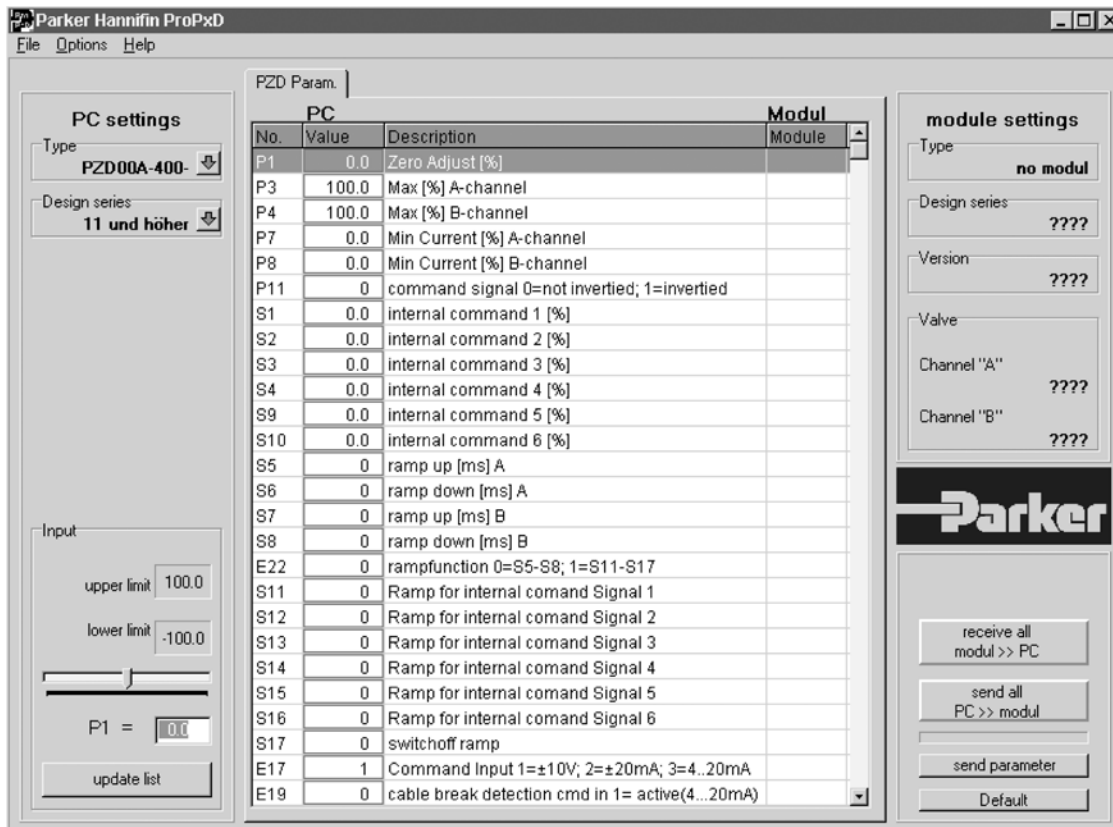 Parker Hannifin ProPxD
File Options Help
PZD Param.
PC settings
Type
PZD00A-400-
Design series
11 und höher
Input
upper limit 100.0
lower limit -100.0
P1 = 0.0
update list
PC Modul
No. Value Description Module
P1 0.0 Zero Adjust [%]
P3 100.0 Max [%] A-channel
P4 100.0 Max [%] B-channel
P7 0.0 Min Current [%] A-channel
P8 0.0 Min Current [%] B-channel
P11 0 command signal 0=not invertied; 1=invertied
S1 0.0 internal command 1 [%]
S2 0.0 internal command 2 [%]
S3 0.0 internal command 3 [%]
S4 0.0 internal command 4 [%]
S9 0.0 internal command 5 [%]
S10 0.0 internal command 6 [%]
S5 0 ramp up [ms] A
S6 0 ramp down [ms] A
S7 0 ramp up [ms] B
S8 0 ramp down [ms] B
E22 0 rampfunction 0=S5-S8; 1=S11-S17
S11 0 Ramp for internal comand Signal 1
S12 0 Ramp for internal comand Signal 2
S13 0 Ramp for internal comand Signal 3
S14 0 Ramp for internal comand Signal 4
S15 0 Ramp for internal comand Signal 5
S16 0 Ramp for internal comand Signal 6
S17 0 switchoff ramp
E17 1 Command Input 1=±10V; 2=±20mA; 3=4..20mA
E19 0 cable break detection cmd in 1= active(4...20mA)
module settings
Type
no modul
Design series
????
Version
????
Valve
Channel "A"
????
Channel "B"
????
Parker
receive all
modul >> PC
send all
PC >> modul
send parameter
Default